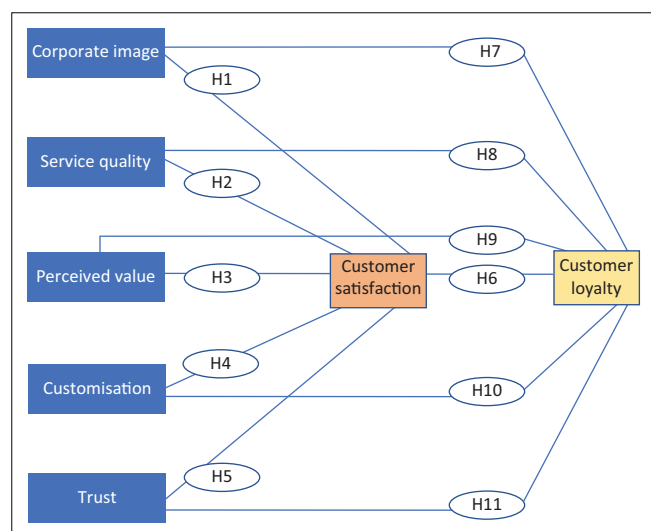 Corporate image
H7
H1
Service quality
H8
H2
H9
Perceived value
H3
Customer
satisfaction
H6
Customer
loyalty
H4
Customisation
H10
H5
Trust
H11